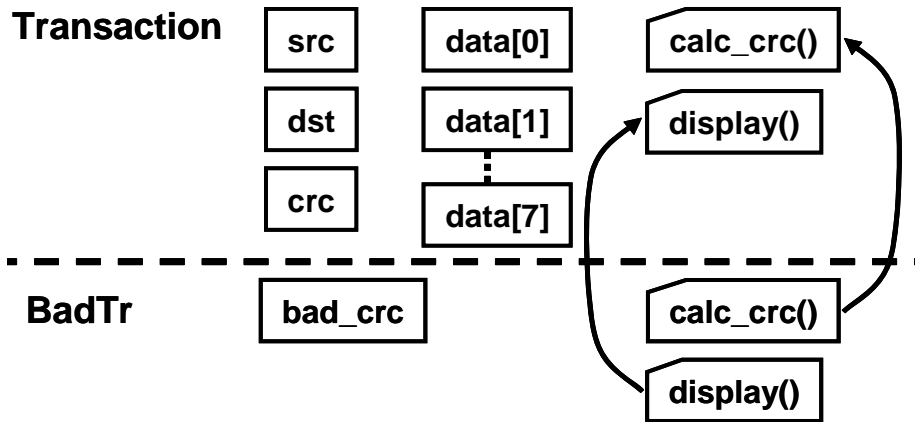 Transaction
src
data[0]
calc_crc()
dst
data[1]
display()
crc
data[7]
BadTr
bad_crc
calc_crc()
display()